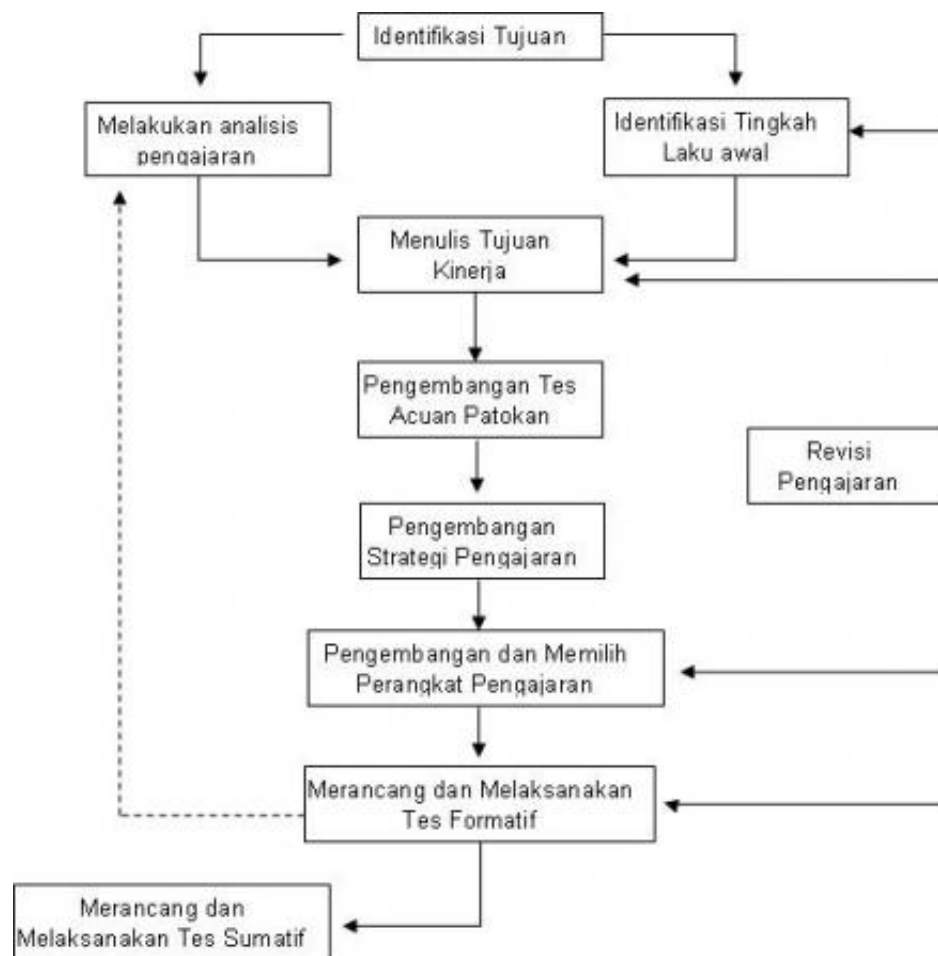 Identifikasi Tujuan
Melakukan analisis
pengajaran
Identifikasi Tingkah
Laku awal
Menulis Tujuan
Kinerja
Pengembangan Tes
Acuan Patokan
Revisi
Pengajaran
Pengembangan
Strategi Pengajaran
Pengembangan dan Memilih
Perangkat Pengajaran
Merancang dan Melaksanakan
Tes Formatif
Merancang dan
Melaksanakan Tes Sumatif